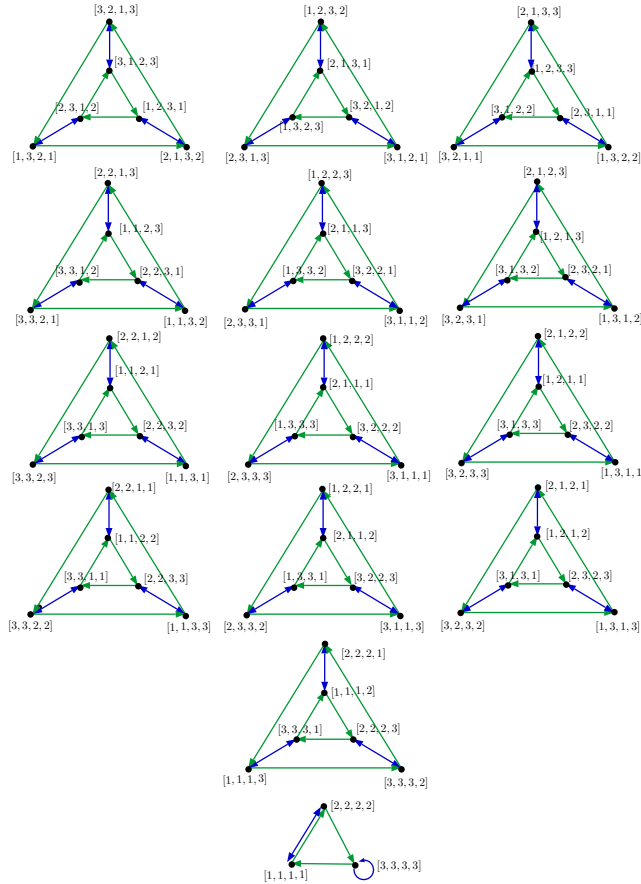 [3, 2, 1, 3]
[3, 1, 2, 3]
[2, 3, 1, 2]
[1, 2, 3, 1]
[1, 3, 2, 1]
[2, 1, 3, 2]
[1, 2, 3, 2]
[2, 1, 3, 1]
[1, 3, 2, 3]
[3, 2, 1, 2]
[2, 3, 1, 3]
[3, 1, 2, 1]
[2, 1, 3, 3]
[1, 2, 3, 3]
[3, 1, 2, 2]
[2, 3, 1, 1]
[3, 2, 1, 1]
[1, 3, 2, 2]
[2, 2, 1, 3]
[1, 1, 2, 3]
[3, 3, 1, 2]
[2, 2, 3, 1]
[3, 3, 2, 1]
[1, 1, 3, 2]
[1, 2, 2, 3]
[2, 1, 1, 3]
[1, 3, 3, 2]
[3, 2, 2, 1]
[2, 3, 3, 1]
[3, 1, 1, 2]
[2, 1, 2, 3]
[1, 2, 1, 3]
[3, 1, 3, 2]
[2, 3, 2, 1]
[3, 2, 3, 1]
[1, 3, 1, 2]
[2, 2, 1, 2]
[1, 1, 2, 1]
[3, 3, 1, 3]
[2, 2, 3, 2]
[3, 3, 2, 3]
[1, 1, 3, 1]
[1, 2, 2, 2]
[2, 1, 1, 1]
[1, 3, 3, 3]
[3, 2, 2, 2]
[2, 3, 3, 3]
[3, 1, 1, 1]
[2, 1, 2, 2]
[1, 2, 1, 1]
[3, 1, 3, 3]
[2, 3, 2, 2]
[3, 2, 3, 3]
[1, 3, 1, 1]
[2, 2, 1, 1]
[1, 1, 2, 2]
[3, 3, 1, 1]
[2, 2, 3, 3]
[3, 3, 2, 2]
[1, 1, 3, 3]
[1, 2, 2, 1]
[2, 1, 1, 2]
[1, 3, 3, 1]
[3, 2, 2, 3]
[2, 3, 3, 2]
[3, 1, 1, 3]
[2, 1, 2, 1]
[1, 2, 1, 2]
[3, 1, 3, 1]
[2, 3, 2, 3]
[3, 2, 3, 2]
[1, 3, 1, 3]
[2, 2, 2, 1]
[1, 1, 1, 2]
[3, 3, 3, 1]
[2, 2, 2, 3]
[1, 1, 1, 3]
[3, 3, 3, 2]
[2, 2, 2, 2]
[3, 3, 3, 3]
[1, 1, 1, 1]